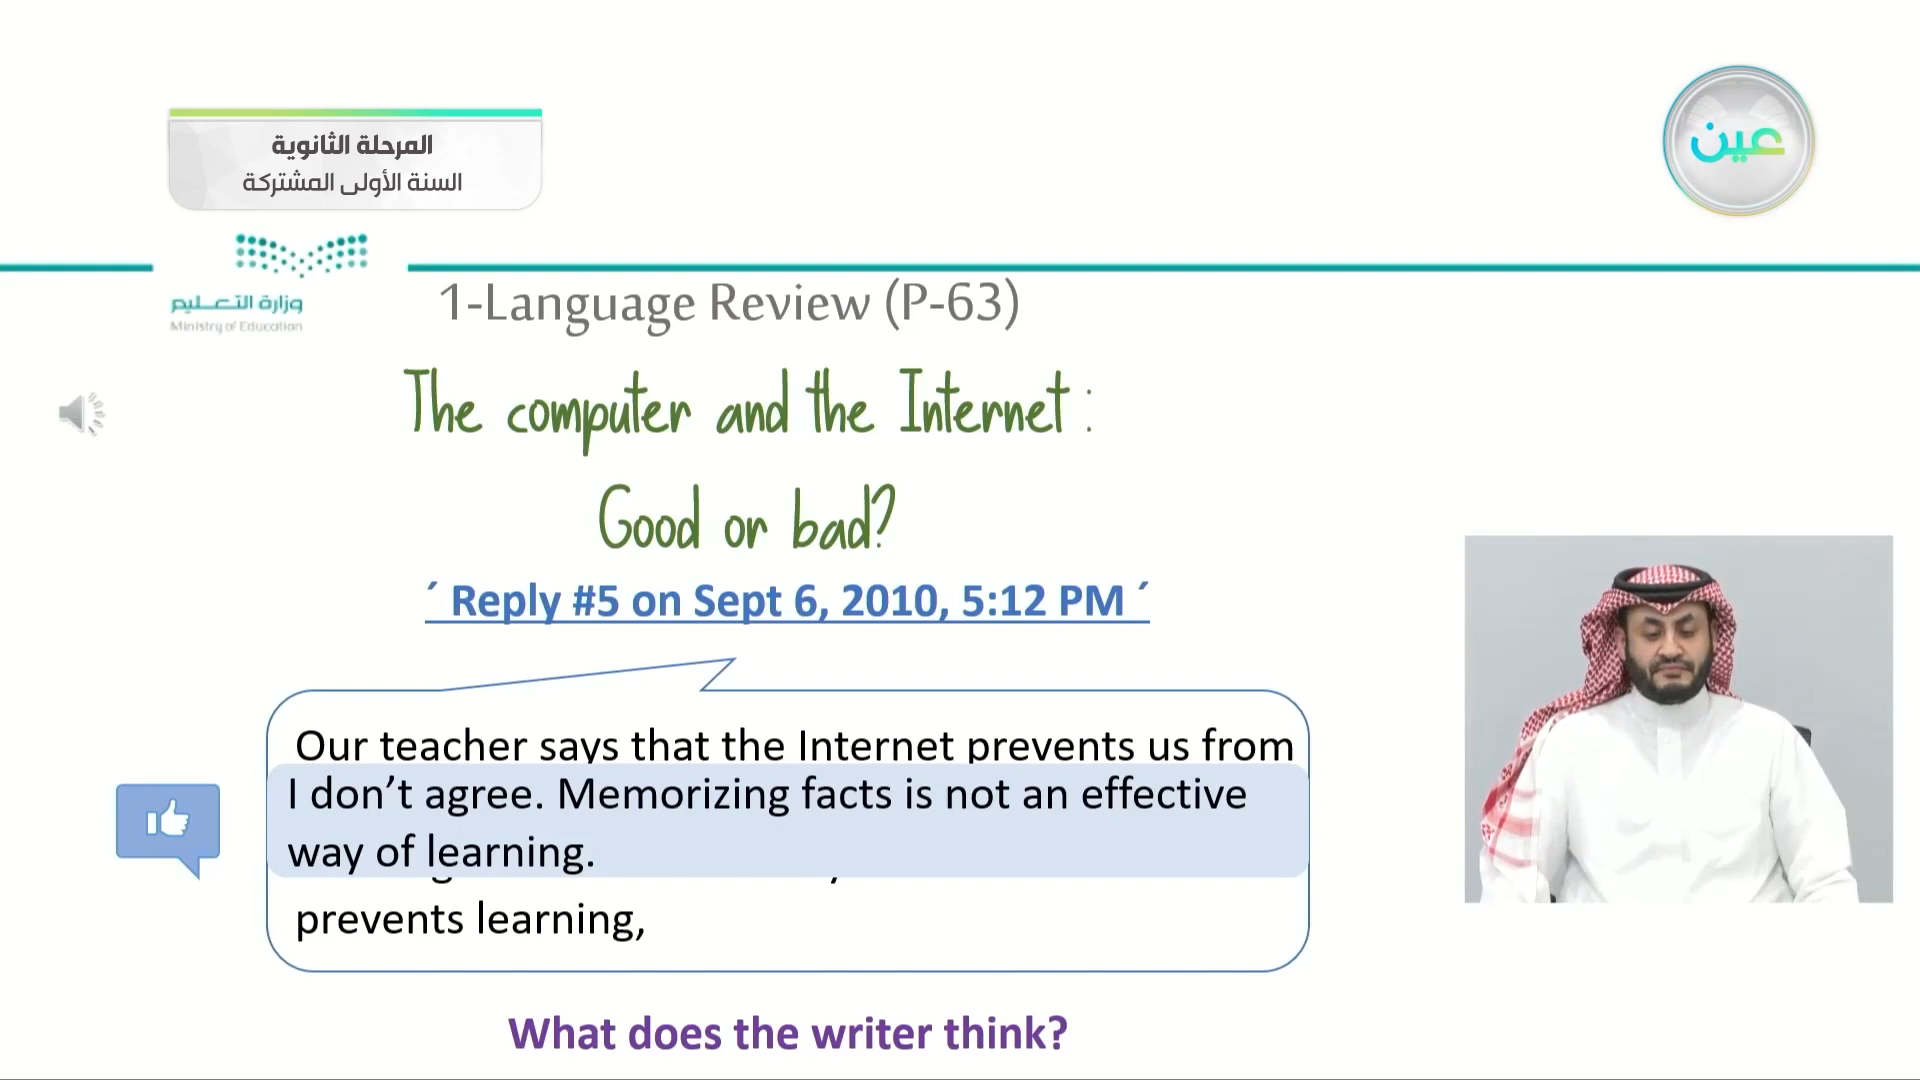 المرحلة الثانوية
السنة الأولى المشتركة
عين
وزارة التعليم
Ministry of Education
1-Language Review (P-63)
The computer and the Internet :
Good or bad?
´ Reply #5 on Sept 6, 2010, 5:12 PM ´
Our teacher says that the Internet prevents us from
I don’t agree. Memorizing facts is not an effective
way of learning.
prevents learning,
What does the writer think?